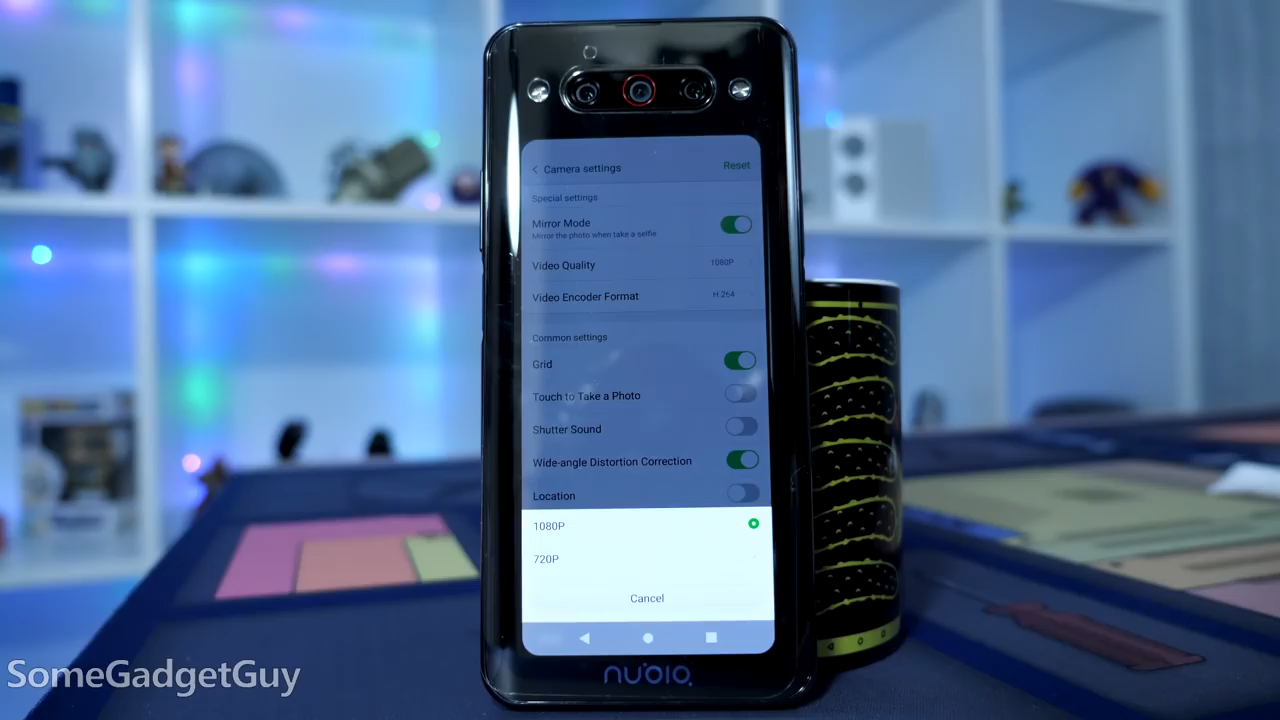 Camera settings
Reset
Special settings
Mirror Mode
Mirror the photo when take a selfie
Video Quality
1080P
Video Encoder Format
H.264
Common settings
Grid
Touch to Take a Photo
Shutter Sound
Wide-angle Distortion Correction
Location
1080P
720P
Cancel
nubia
SomeGadgetGuy